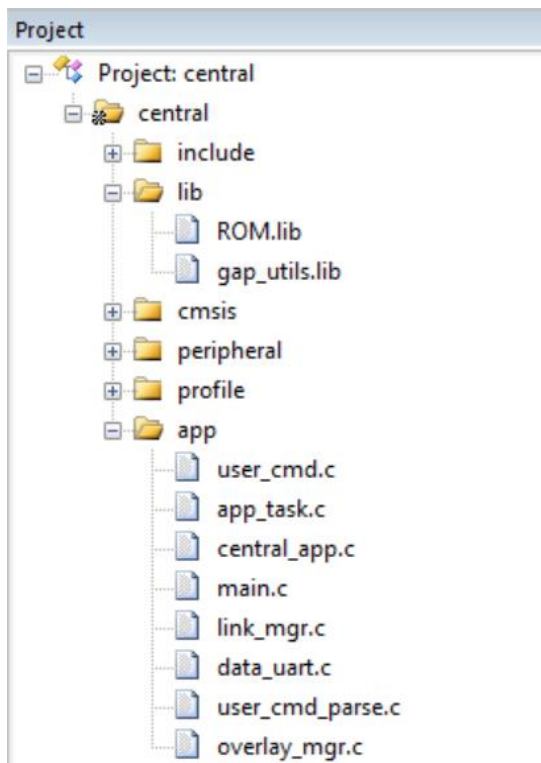 Project
Project: central
central
include
lib
ROM.lib
gap_utils.lib
cmsis
peripheral
profile
app
user_cmd.c
app_task.c
central_app.c
main.c
link_mgr.c
data_uart.c
user_cmd_parse.c
overlay_mgr.c